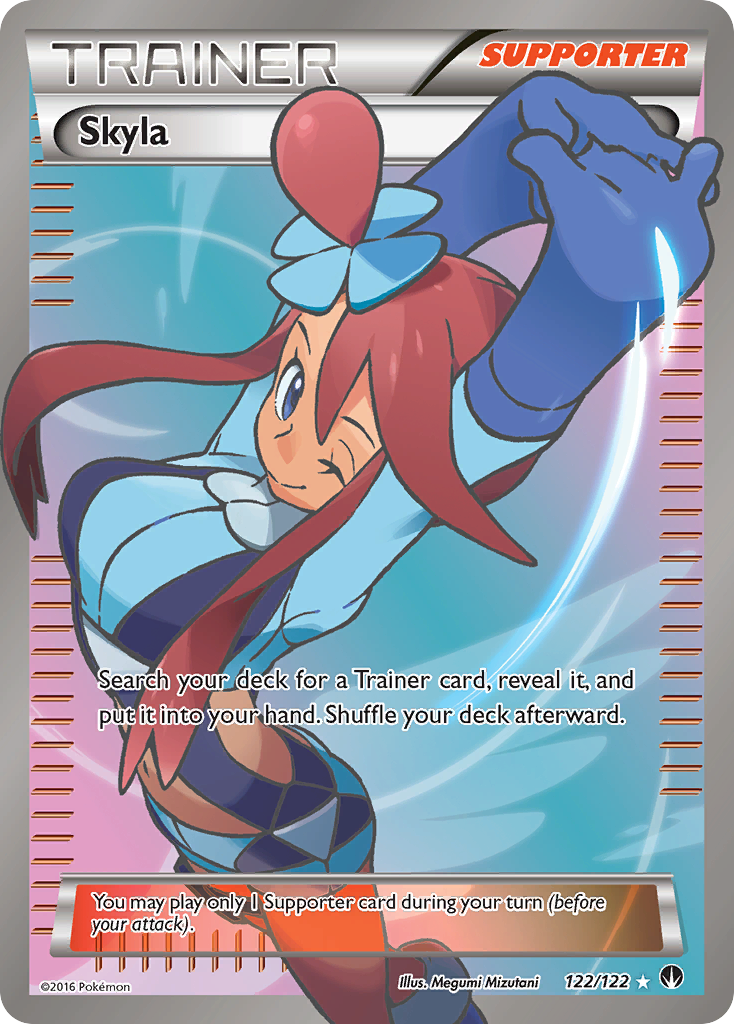 TRAINER
SUPPORTER
Skyla
Search your deck for a Trainer card, reveal it, and
put it into your hand. Shuffle your deck afterward.
You may play only 1 Supporter card during your turn (before
your attack).
©2016 Pokémon
Illus. Megumi Mizutani
122/122 ★